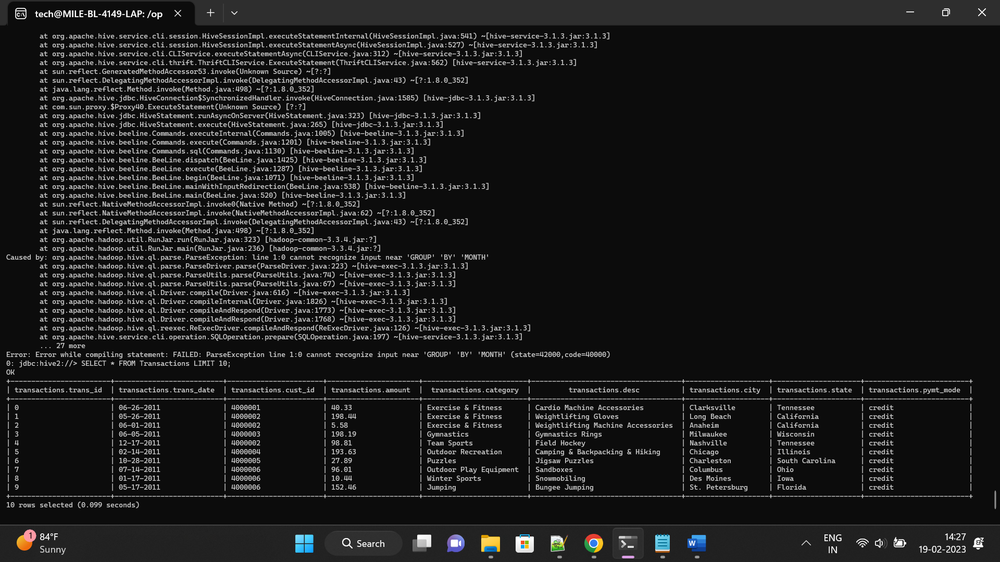 tech@MILE-BL-4149-LAP: /op
at org.apache.hive.service.cli.session.HiveSessionImpl.executeStatementInternal(HiveSessionImpl.java:541) ~[hive-service-3.1.3.jar:3.1.3]
at org.apache.hive.service.cli.session.HiveSessionImpl.executeStatementAsync(HiveSessionImpl.java:527) ~[hive-service-3.1.3.jar:3.1.3]
at org.apache.hive.service.cli.CLIService.executeStatementAsync(CLIService.java:312) ~[hive-service-3.1.3.jar:3.1.3]
at org.apache.hive.service.cli.thrift.ThriftCLIService.ExecuteStatement(ThriftCLIService.java:562) [hive-service-3.1.3.jar:3.1.3]
at sun.reflect.GeneratedMethodAccessor53.invoke(Unknown Source) ~[?:?]
at sun.reflect.DelegatingMethodAccessorImpl.invoke(DelegatingMethodAccessorImpl.java:43) ~[?:1.8.0_352]
at java.lang.reflect.Method.invoke(Method.java:498) ~[?:1.8.0_352]
at org.apache.hive.jdbc.HiveConnection$SynchronizedHandler.invoke(HiveConnection.java:1585) [hive-jdbc-3.1.3.jar:3.1.3]
at com.sun.proxy.$Proxy40.ExecuteStatement(Unknown Source) [?:?]
at org.apache.hive.jdbc.HiveStatement.runAsyncOnServer(HiveStatement.java:323) [hive-jdbc-3.1.3.jar:3.1.3]
at org.apache.hive.jdbc.HiveStatement.execute(HiveStatement.java:265) [hive-jdbc-3.1.3.jar:3.1.3]
at org.apache.hive.beeline.Commands.executeInternal(Commands.java:1005) [hive-beeline-3.1.3.jar:3.1.3]
at org.apache.hive.beeline.Commands.execute(Commands.java:1201) [hive-beeline-3.1.3.jar:3.1.3]
at org.apache.hive.beeline.Commands.sql(Commands.java:1130) [hive-beeline-3.1.3.jar:3.1.3]
at org.apache.hive.beeline.BeeLine.dispatch(BeeLine.java:1425) [hive-beeline-3.1.3.jar:3.1.3]
at org.apache.hive.beeline.BeeLine.execute(BeeLine.java:1287) [hive-beeline-3.1.3.jar:3.1.3]
at org.apache.hive.beeline.BeeLine.begin(BeeLine.java:1071) [hive-beeline-3.1.3.jar:3.1.3]
at org.apache.hive.beeline.BeeLine.mainWithInputRedirection(BeeLine.java:538) [hive-beeline-3.1.3.jar:3.1.3]
at org.apache.hive.beeline.BeeLine.main(BeeLine.java:520) [hive-beeline-3.1.3.jar:3.1.3]
at sun.reflect.NativeMethodAccessorImpl.invoke0(Native Method) ~[?:1.8.0_352]
at sun.reflect.NativeMethodAccessorImpl.invoke(NativeMethodAccessorImpl.java:62) ~[?:1.8.0_352]
at sun.reflect.DelegatingMethodAccessorImpl.invoke(DelegatingMethodAccessorImpl.java:43) ~[?:1.8.0_352]
at java.lang.reflect.Method.invoke(Method.java:498) ~[?:1.8.0_352]
at org.apache.hadoop.util.RunJar.run(RunJar.java:323) [hadoop-common-3.3.4.jar:?]
at org.apache.hadoop.util.RunJar.main(RunJar.java:236) [hadoop-common-3.3.4.jar:?]
Caused by: org.apache.hadoop.hive.ql.parse.ParseException: line 1:0 cannot recognize input near 'GROUP' 'BY' 'MONTH'
at org.apache.hadoop.hive.ql.parse.ParseDriver.parse(ParseDriver.java:223) ~[hive-exec-3.1.3.jar:3.1.3]
at org.apache.hadoop.hive.ql.parse.ParseUtils.parse(ParseUtils.java:74) ~[hive-exec-3.1.3.jar:3.1.3]
at org.apache.hadoop.hive.ql.parse.ParseUtils.parse(ParseUtils.java:67) ~[hive-exec-3.1.3.jar:3.1.3]
at org.apache.hadoop.hive.ql.Driver.compile(Driver.java:616) ~[hive-exec-3.1.3.jar:3.1.3]
at org.apache.hadoop.hive.ql.Driver.compileInternal(Driver.java:1826) ~[hive-exec-3.1.3.jar:3.1.3]
at org.apache.hadoop.hive.ql.Driver.compileAndRespond(Driver.java:1773) ~[hive-exec-3.1.3.jar:3.1.3]
at org.apache.hadoop.hive.ql.Driver.compileAndRespond(Driver.java:1768) ~[hive-exec-3.1.3.jar:3.1.3]
at org.apache.hadoop.hive.ql.reexec.ReExecDriver.compileAndRespond(ReExecDriver.java:126) ~[hive-exec-3.1.3.jar:3.1.3]
at org.apache.hive.service.cli.operation.SQLOperation.prepare(SQLOperation.java:197) ~[hive-service-3.1.3.jar:3.1.3]
... 27 more
Error: Error while compiling statement: FAILED: ParseException line 1:0 cannot recognize input near 'GROUP' 'BY' 'MONTH' (state=42000,code=40000)
0: jdbc:hive2://> SELECT * FROM Transactions LIMIT 10;
OK
| transactions.trans_id | transactions.trans_date | transactions.cust_id | transactions.amount | transactions.category | transactions.desc | transactions.city | transactions.state | transactions.pymt_mode |
| 0 | 06-26-2011 | 4000001 | 40.33 | Exercise & Fitness | Cardio Machine Accessories | Clarksville | Tennessee | credit |
| 1 | 05-26-2011 | 4000002 | 198.44 | Exercise & Fitness | Weightlifting Gloves | Long Beach | California | credit |
| 2 | 06-01-2011 | 4000002 | 5.58 | Exercise & Fitness | Weightlifting Machine Accessories | Anaheim | California | credit |
| 3 | 06-05-2011 | 4000003 | 198.19 | Gymnastics | Gymnastics Rings | Milwaukee | Wisconsin | credit |
| 4 | 12-17-2011 | 4000002 | 98.81 | Team Sports | Field Hockey | Nashville | Tennessee | credit |
| 5 | 02-14-2011 | 4000004 | 193.63 | Outdoor Recreation | Camping & Backpacking & Hiking | Chicago | Illinois | credit |
| 6 | 10-28-2011 | 4000005 | 27.89 | Puzzles | Jigsaw Puzzles | Charleston | South Carolina | credit |
| 7 | 07-14-2011 | 4000006 | 96.01 | Outdoor Play Equipment | Sandboxes | Columbus | Ohio | credit |
| 8 | 01-17-2011 | 4000006 | 10.44 | Winter Sports | Snowmobiling | Des Moines | Iowa | credit |
| 9 | 05-17-2011 | 4000006 | 152.46 | Jumping | Bungee Jumping | St. Petersburg | Florida | credit |
10 rows selected (0.099 seconds)
1 84°F
Sunny
Search
W
ENG
IN
14:27
19-02-2023